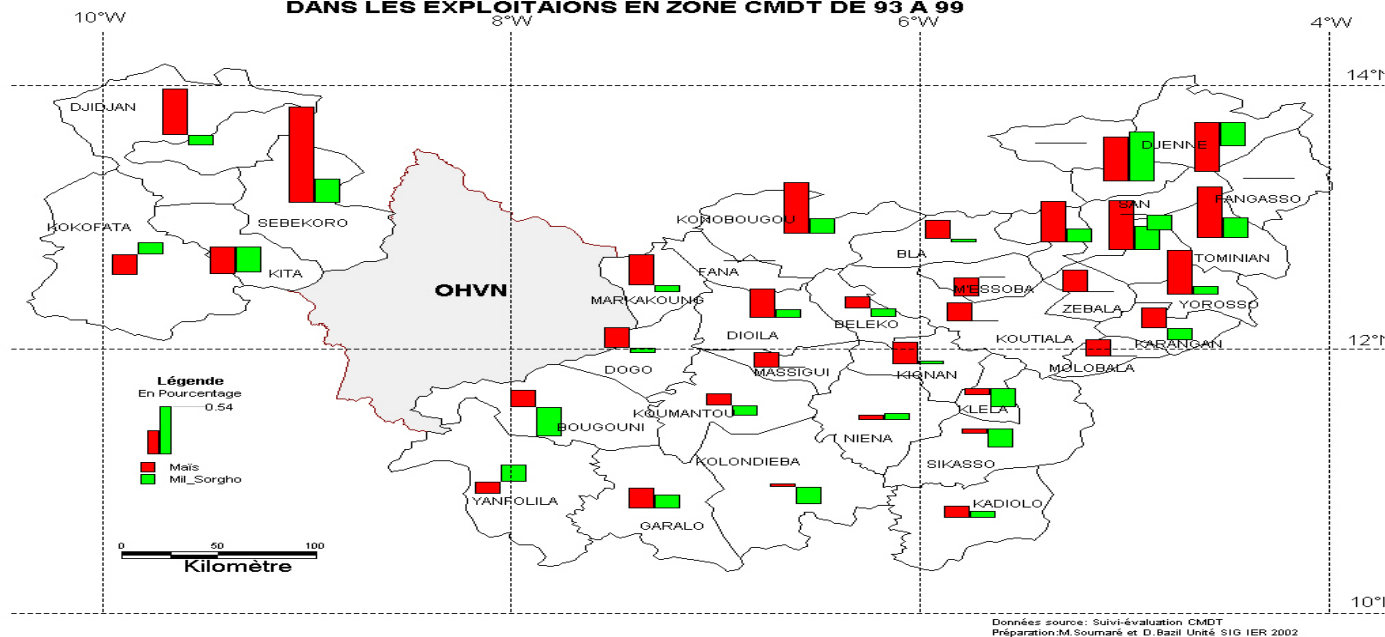 DANS LES EXPLOITAIONS EN ZONE CMDT DE 93 A 99
10°W 8°W 6°W 4°W
14°N
DJIDJAN
DJENNE
KOKOFATA
SEBEKORO
KONOBOUGOU
SAN
FANGASSO
KITA
BLA
TOMINIAN
FANA
OHVN
MARKAKOUNG
M'ESSOBA
ZEBALA
YOROSSO
DIOILA
BELEKO
KOUTIALA
KARANGAN
12°N
DOGO
MASSIGUI
KIGNAN
MOLOBALA
Légende
En Pourcentage
0.54
Maïs
Mil_Sorgho
KOUMANTOU
KLELA
BOUGOUNI
NIENA
SIKASSO
KOLONDIEBA
YANFOLILA
GARALO
KADIOLO
0 50 100
Kilomètre
10°
Données source: Suivi-évaluation CMDT
Préparation:M.Soumaré et D.Bazil Unité SIG IER 2002